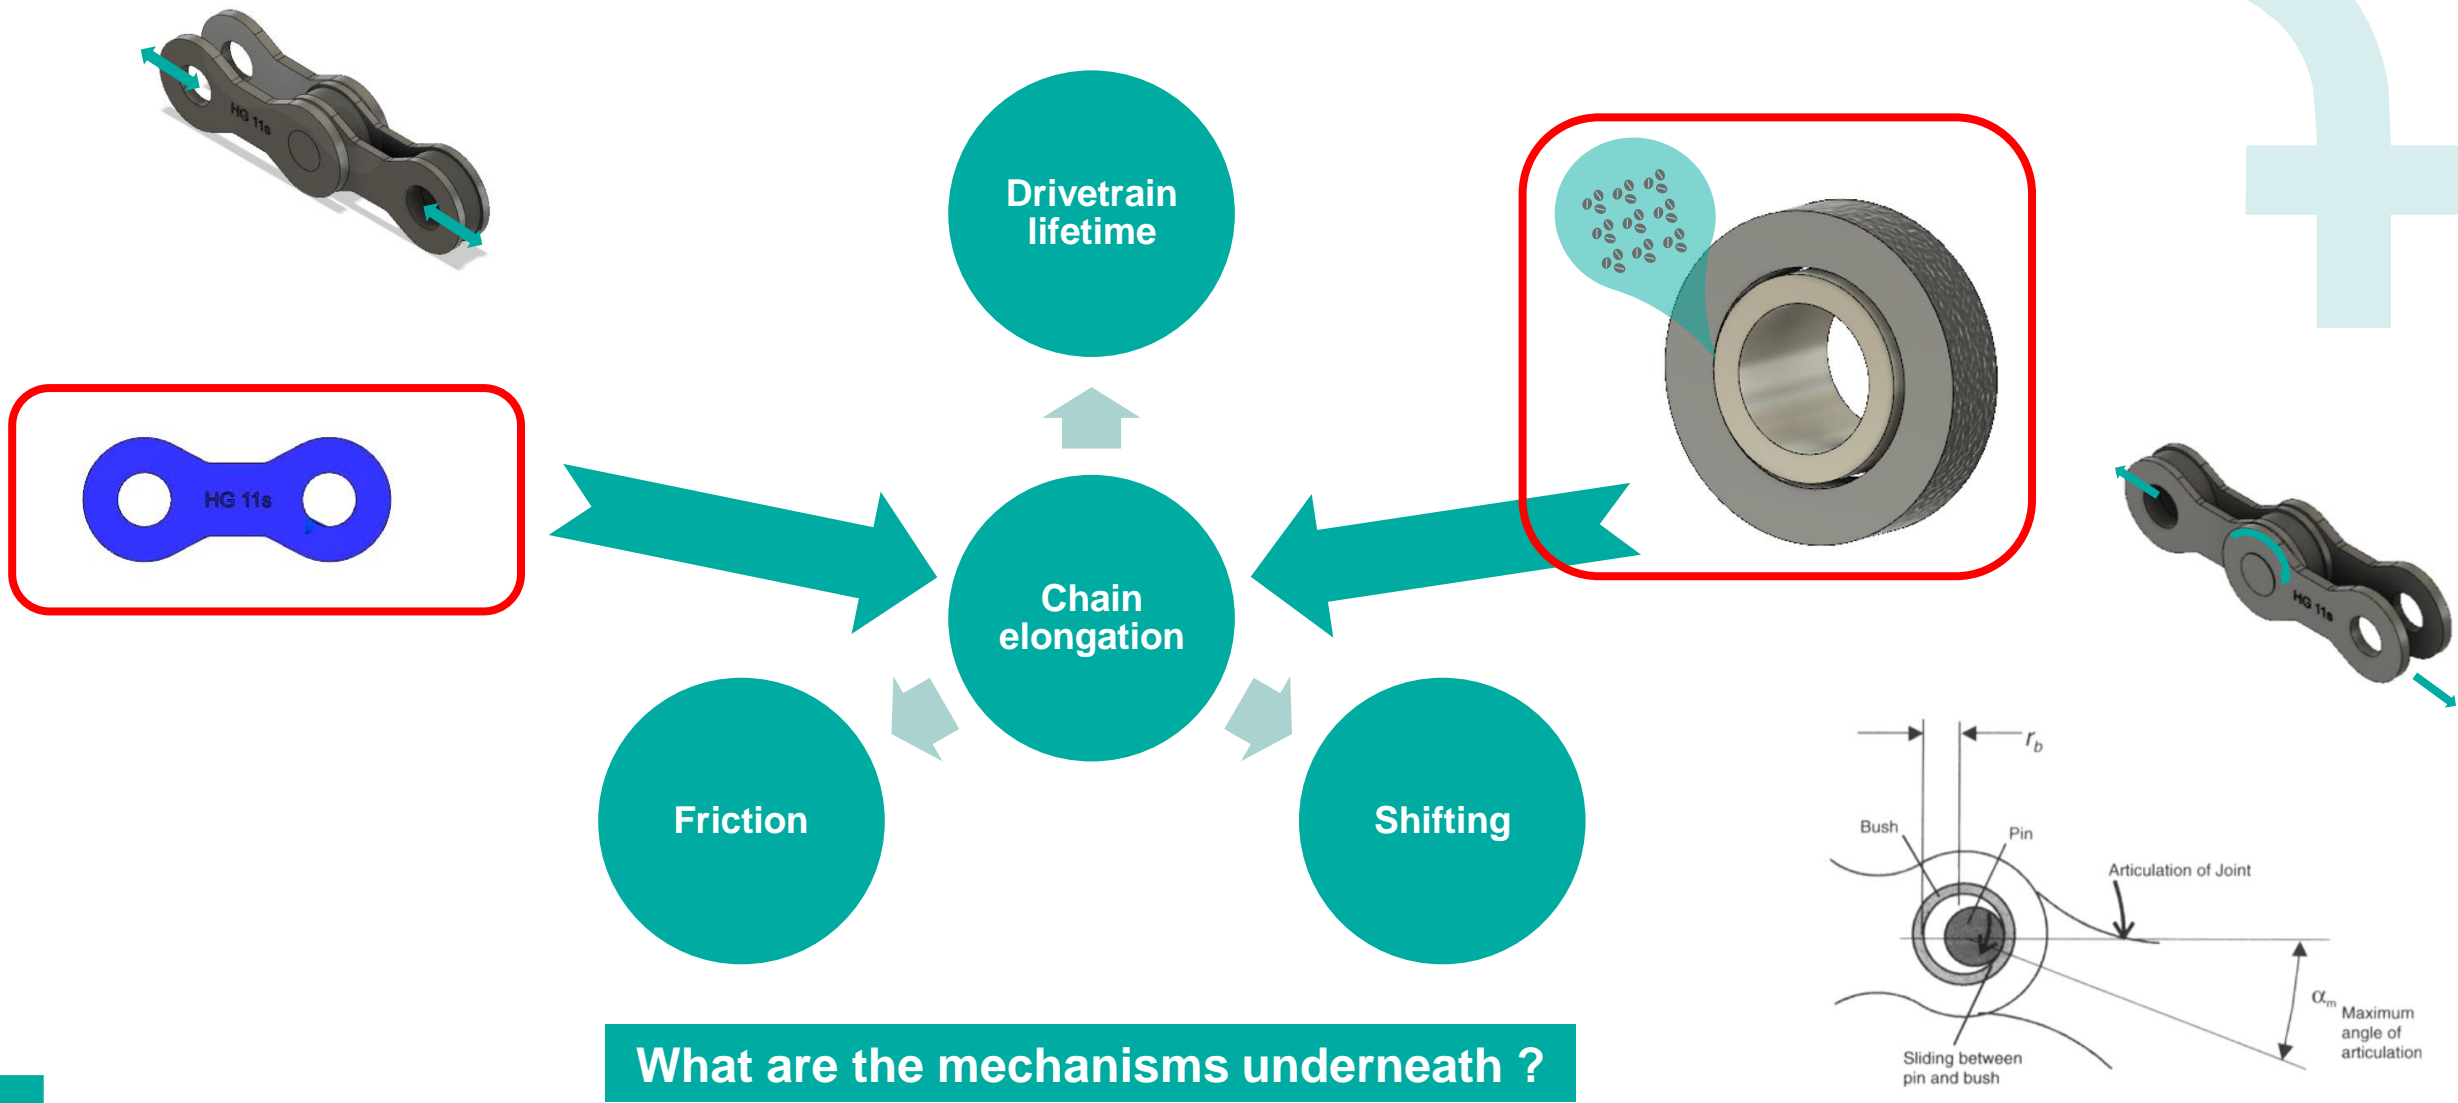 HG 11s
Drivetrain
lifetime
HG 11s
Chain
elongation
HG 11s
Friction
Shifting
r_b
Bush
Pin
Articulation of Joint
α_m
Maximum
angle of
articulation
Sliding between
pin and bush
What are the mechanisms underneath ?